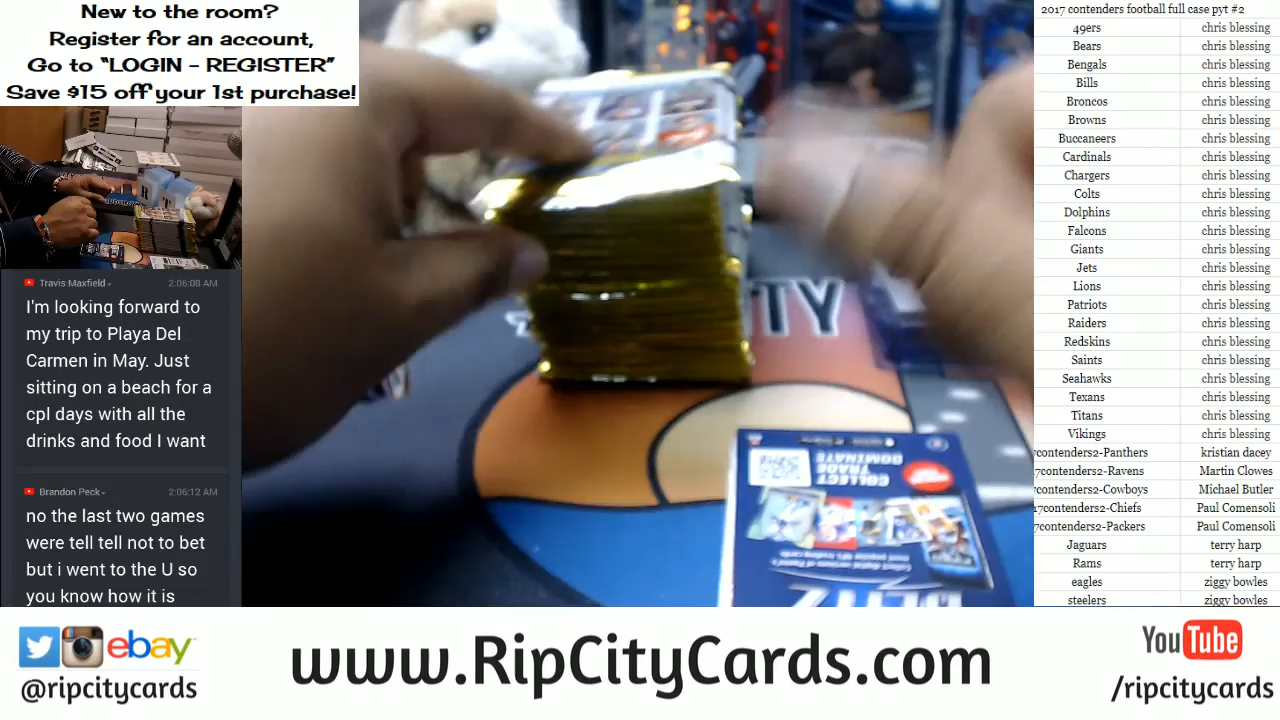 New to the room?
Register for an account,
Go to “LOGIN - REGISTER”
Save $15 off your 1st purchase!
Travis Maxfield
2:06:08 AM
I'm looking forward to
my trip to Playa Del
Carmen in May. Just
sitting on a beach for a
cpl days with all the
drinks and food I want
Brandon Peck
2:06:12 AM
no the last two games
were tell tell not to bet
but i went to the U so
you know how it is
TY
COLLECT
TRADE
DOMINATE
BLITZ
2017 contenders football full case pyt #2
49ers chris blessing
Bears chris blessing
Bengals chris blessing
Bills chris blessing
Broncos chris blessing
Browns chris blessing
Buccaneers chris blessing
Cardinals chris blessing
Chargers chris blessing
Colts chris blessing
Dolphins chris blessing
Falcons chris blessing
Giants chris blessing
Jets chris blessing
Lions chris blessing
Patriots chris blessing
Raiders chris blessing
Redskins chris blessing
Saints chris blessing
Seahawks chris blessing
Texans chris blessing
Titans chris blessing
Vikings chris blessing
7contenders2-Panthers kristian dacey
7contenders2-Ravens Martin Clowes
7contenders2-Cowboys Michael Butler
17contenders2-Chiefs Paul Comensoli
7contenders2-Packers Paul Comensoli
Jaguars terry harp
Rams terry harp
eagles ziggy bowles
steelers ziggy bowles
ebay
@ripcitycards
www.RipCityCards.com
YouTube
/ripcitycards